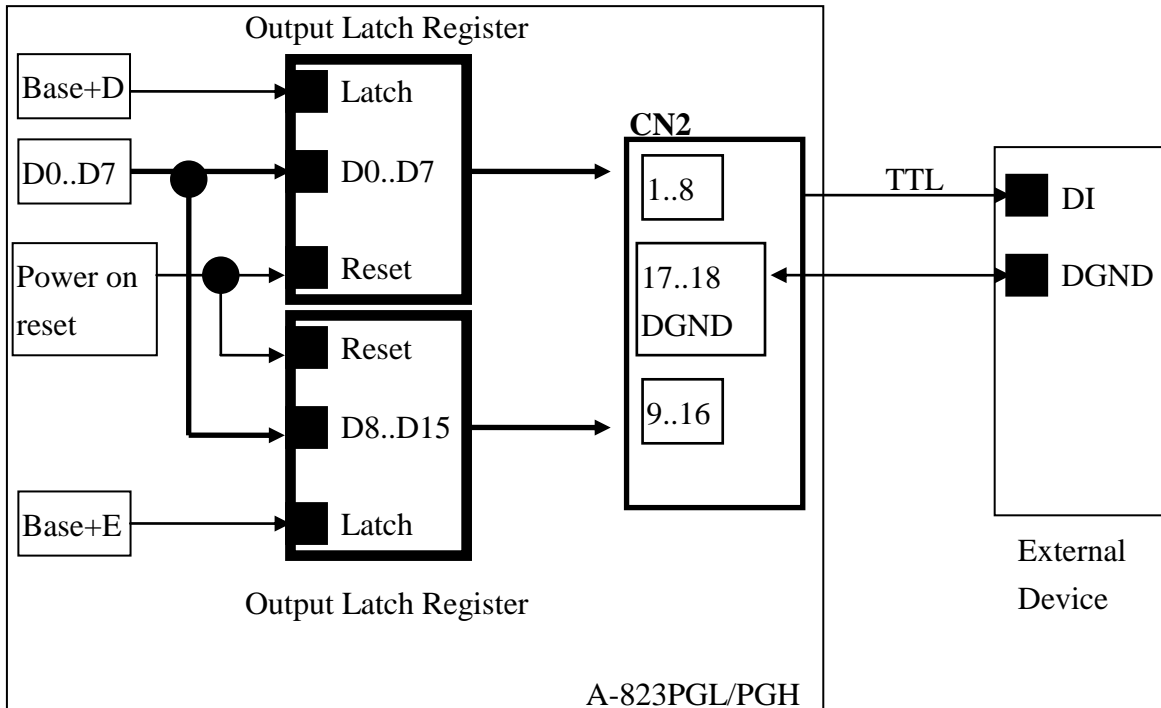 Output Latch Register
Base+D
Latch
CN2
D0..D7
D0..D7
1..8
TTL
DI
Power on
reset
Reset
17..18
DGND
DGND
Reset
D8..D15
9..16
Base+E
Latch
External
Device
Output Latch Register
A-823PGL/PGH